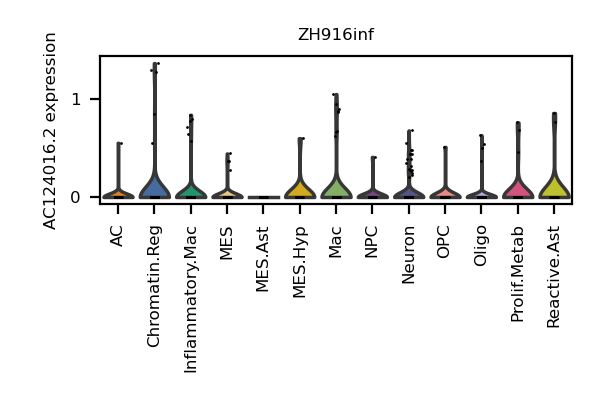 ZH916inf
AC124016.2 expression
1
0
AC
Chromatin.Reg
Inflammatory.Mac
MES
MES.Ast
MES.Hyp
Mac
NPC
Neuron
OPC
Oligo
Prolif.Metab
Reactive.Ast